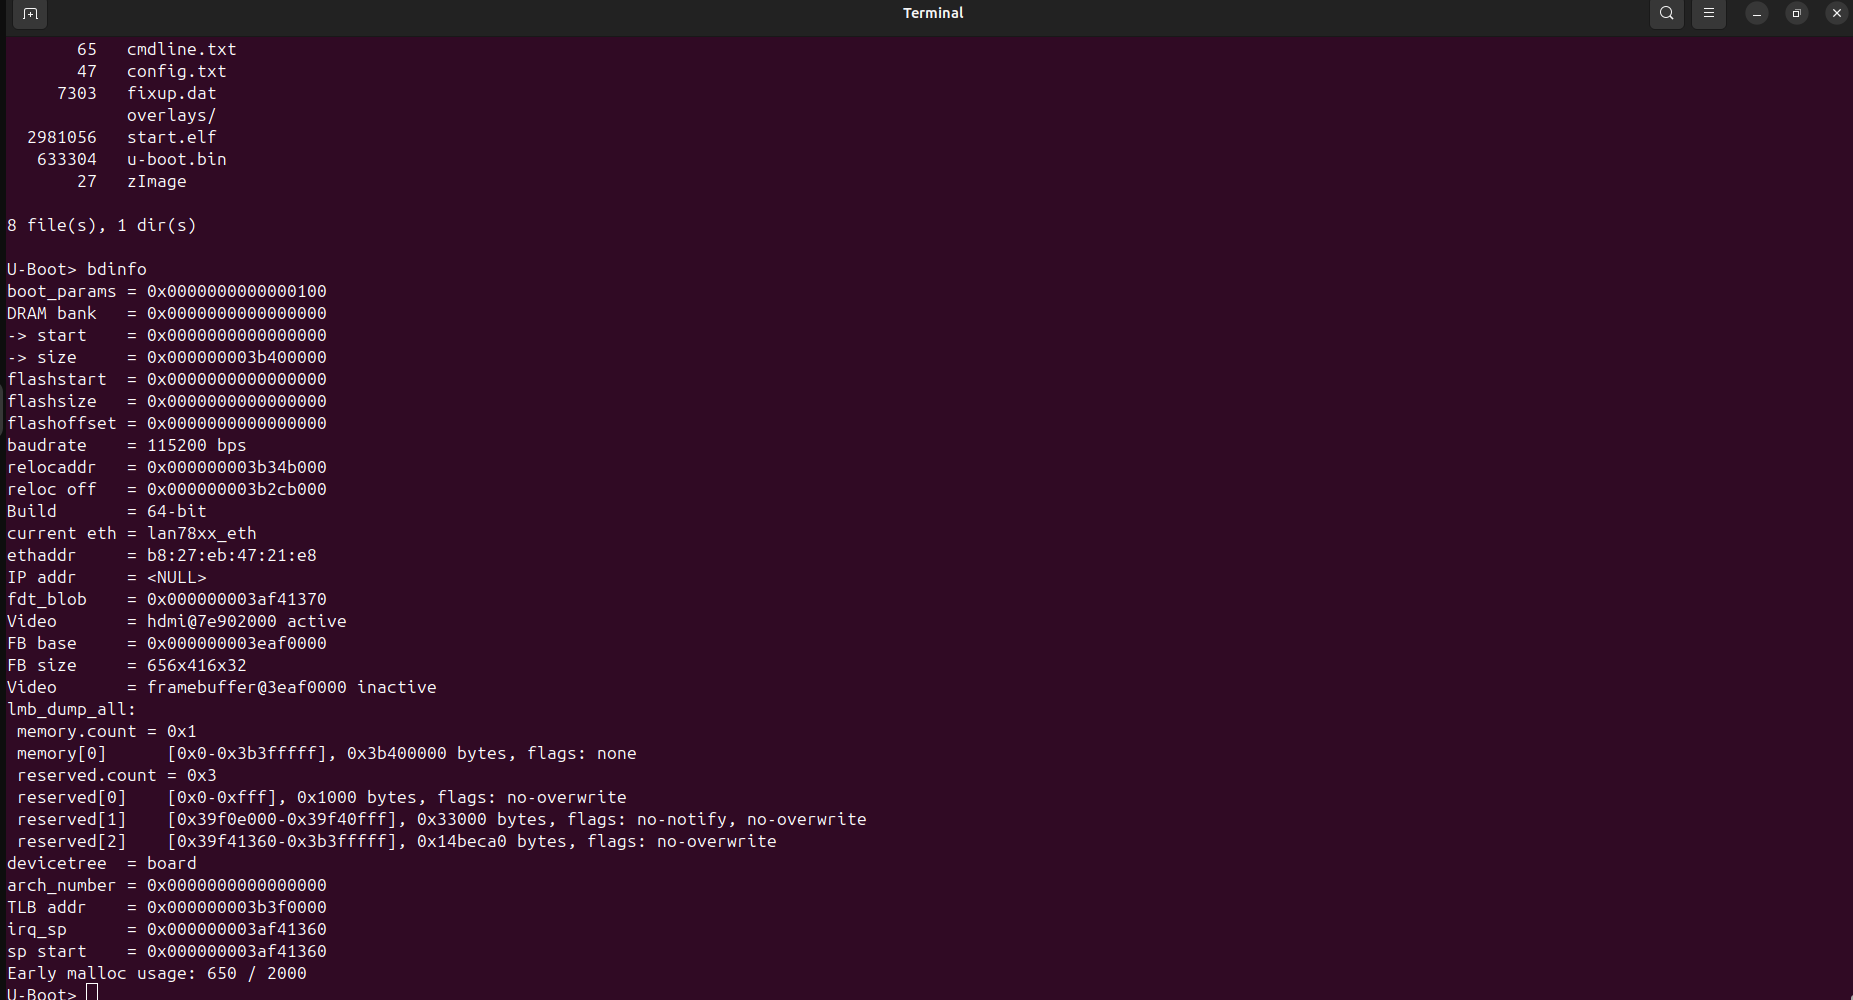 Terminal
65 cmdline.txt
47 config.txt
7303 fixup.dat
overlays/
2981056 start.elf
633304 u-boot.bin
27 zImage
8 file(s), 1 dir(s)
U-Boot> bdinfo
boot_params = 0x0000000000000100
DRAM bank = 0x0000000000000000
-> start = 0x0000000000000000
-> size = 0x000000003b400000
flashstart = 0x0000000000000000
flashsize = 0x0000000000000000
flashoffset = 0x0000000000000000
baudrate = 115200 bps
relocaddr = 0x000000003b34b000
reloc off = 0x000000003b2cb000
Build = 64-bit
current eth = lan78xx_eth
ethaddr = b8:27:eb:47:21:e8
IP addr = <NULL>
fdt_blob = 0x000000003af41370
Video = hdmi@7e902000 active
FB base = 0x000000003eaf0000
FB size = 656x416x32
Video = framebuffer@3eaf0000 inactive
lmb_dump_all:
memory.count = 0x1
memory[0] [0x0-0x3b3fffff], 0x3b400000 bytes, flags: none
reserved.count = 0x3
reserved[0] [0x0-0xfff], 0x1000 bytes, flags: no-overwrite
reserved[1] [0x39f0e000-0x39f40fff], 0x33000 bytes, flags: no-notify, no-overwrite
reserved[2] [0x39f41360-0x3b3fffff], 0x14beca0 bytes, flags: no-overwrite
devicetree = board
arch_number = 0x0000000000000000
TLB addr = 0x000000003b3f0000
irq_sp = 0x000000003af41360
sp start = 0x000000003af41360
Early malloc usage: 650 / 2000
U-Boot>